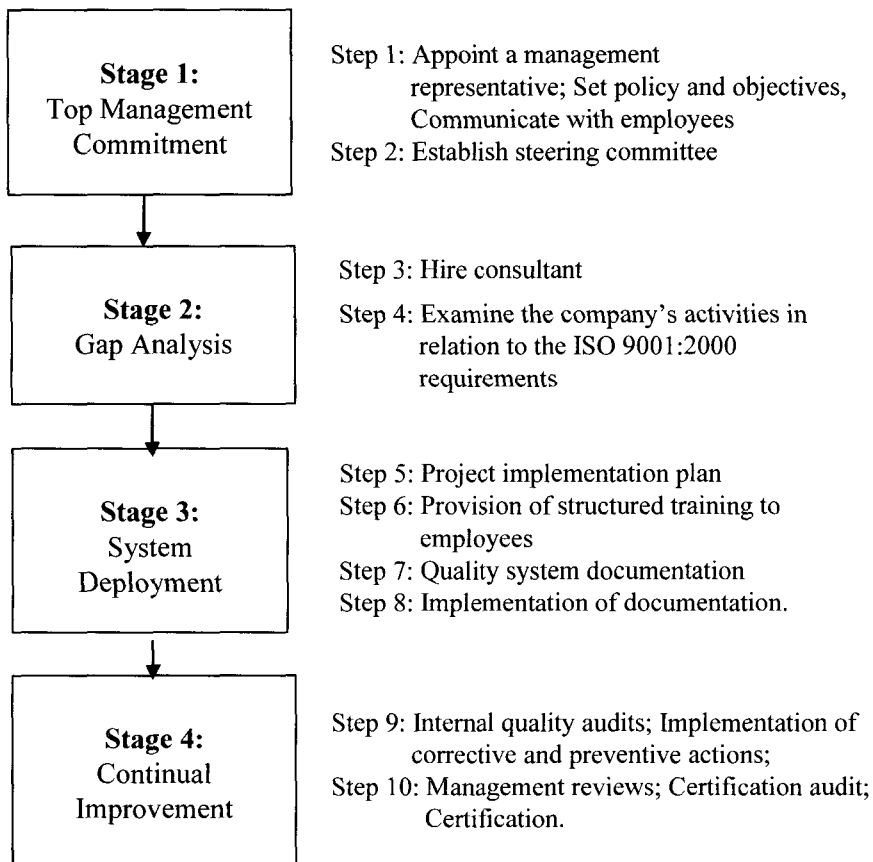 Stage 1:
Top Management
Commitment
Step 1: Appoint a management
representative; Set policy and objectives,
Communicate with employees
Step 2: Establish steering committee
Stage 2:
Gap Analysis
Step 3: Hire consultant
Step 4: Examine the company's activities in
relation to the ISO 9001:2000
requirements
Stage 3:
System
Deployment
Step 5: Project implementation plan
Step 6: Provision of structured training to
employees
Step 7: Quality system documentation
Step 8: Implementation of documentation.
Stage 4:
Continual
Improvement
Step 9: Internal quality audits; Implementation of
corrective and preventive actions;
Step 10: Management reviews; Certification audit;
Certification.